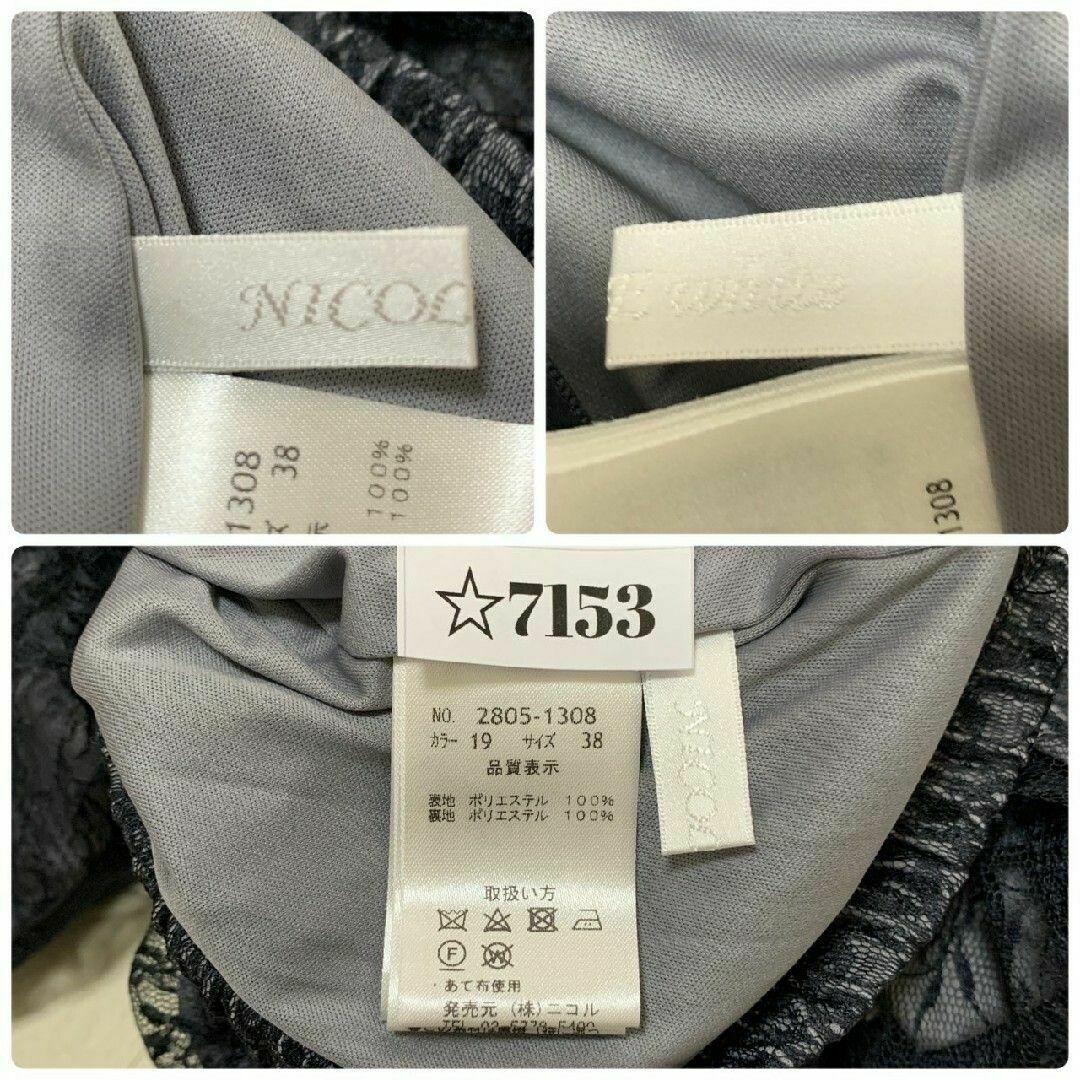 NICOL
1308
38
100%
100%
E white
1308
☆7153
NO. 2805-1308
カラー 19 サイズ 38
品質表示
表地 ポリエステル 100%
裏地 ポリエステル 100%
取扱い方
F
W
・あて布使用
発売元 (株)ニコル
NICOL